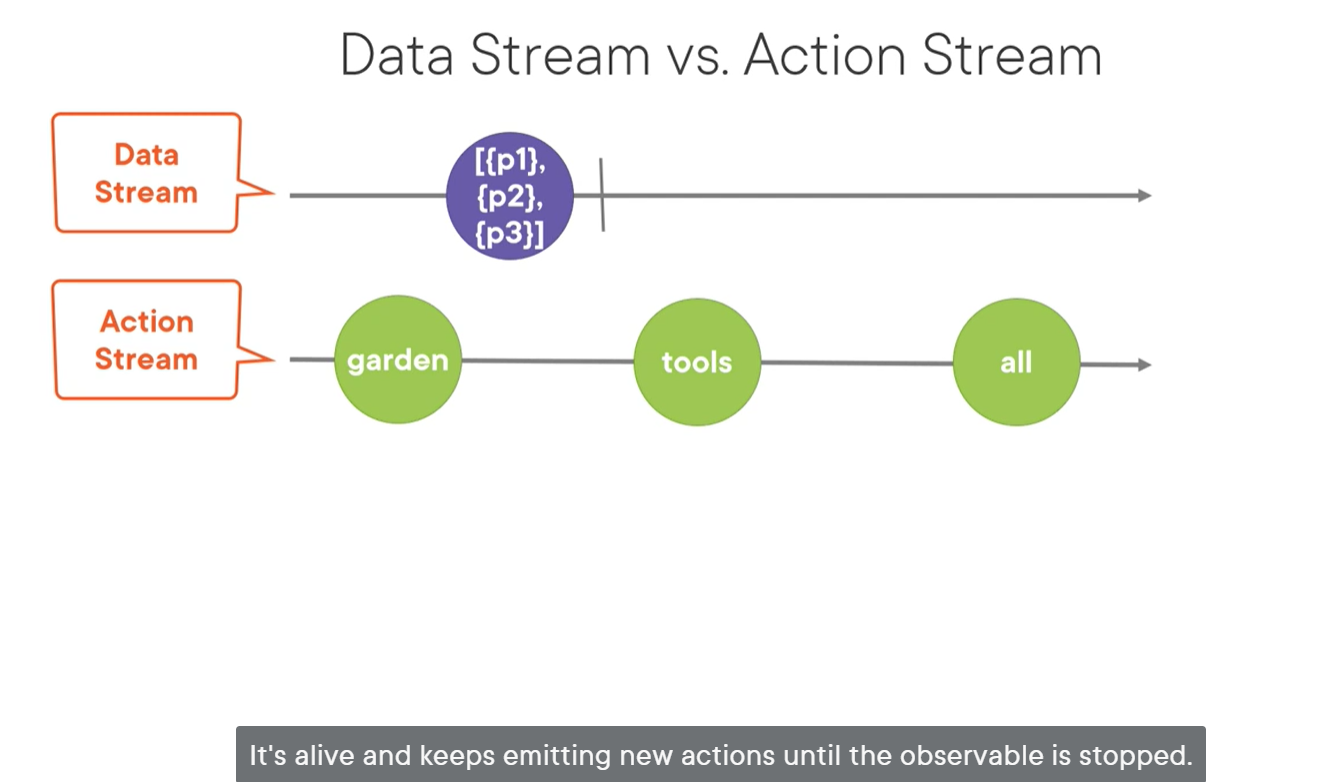 Data Stream vs. Action Stream
Data
Stream
[{p1},
{p2},
{p3}]
Action
Stream
garden
tools
all
It's alive and keeps emitting new actions until the observable is stopped.